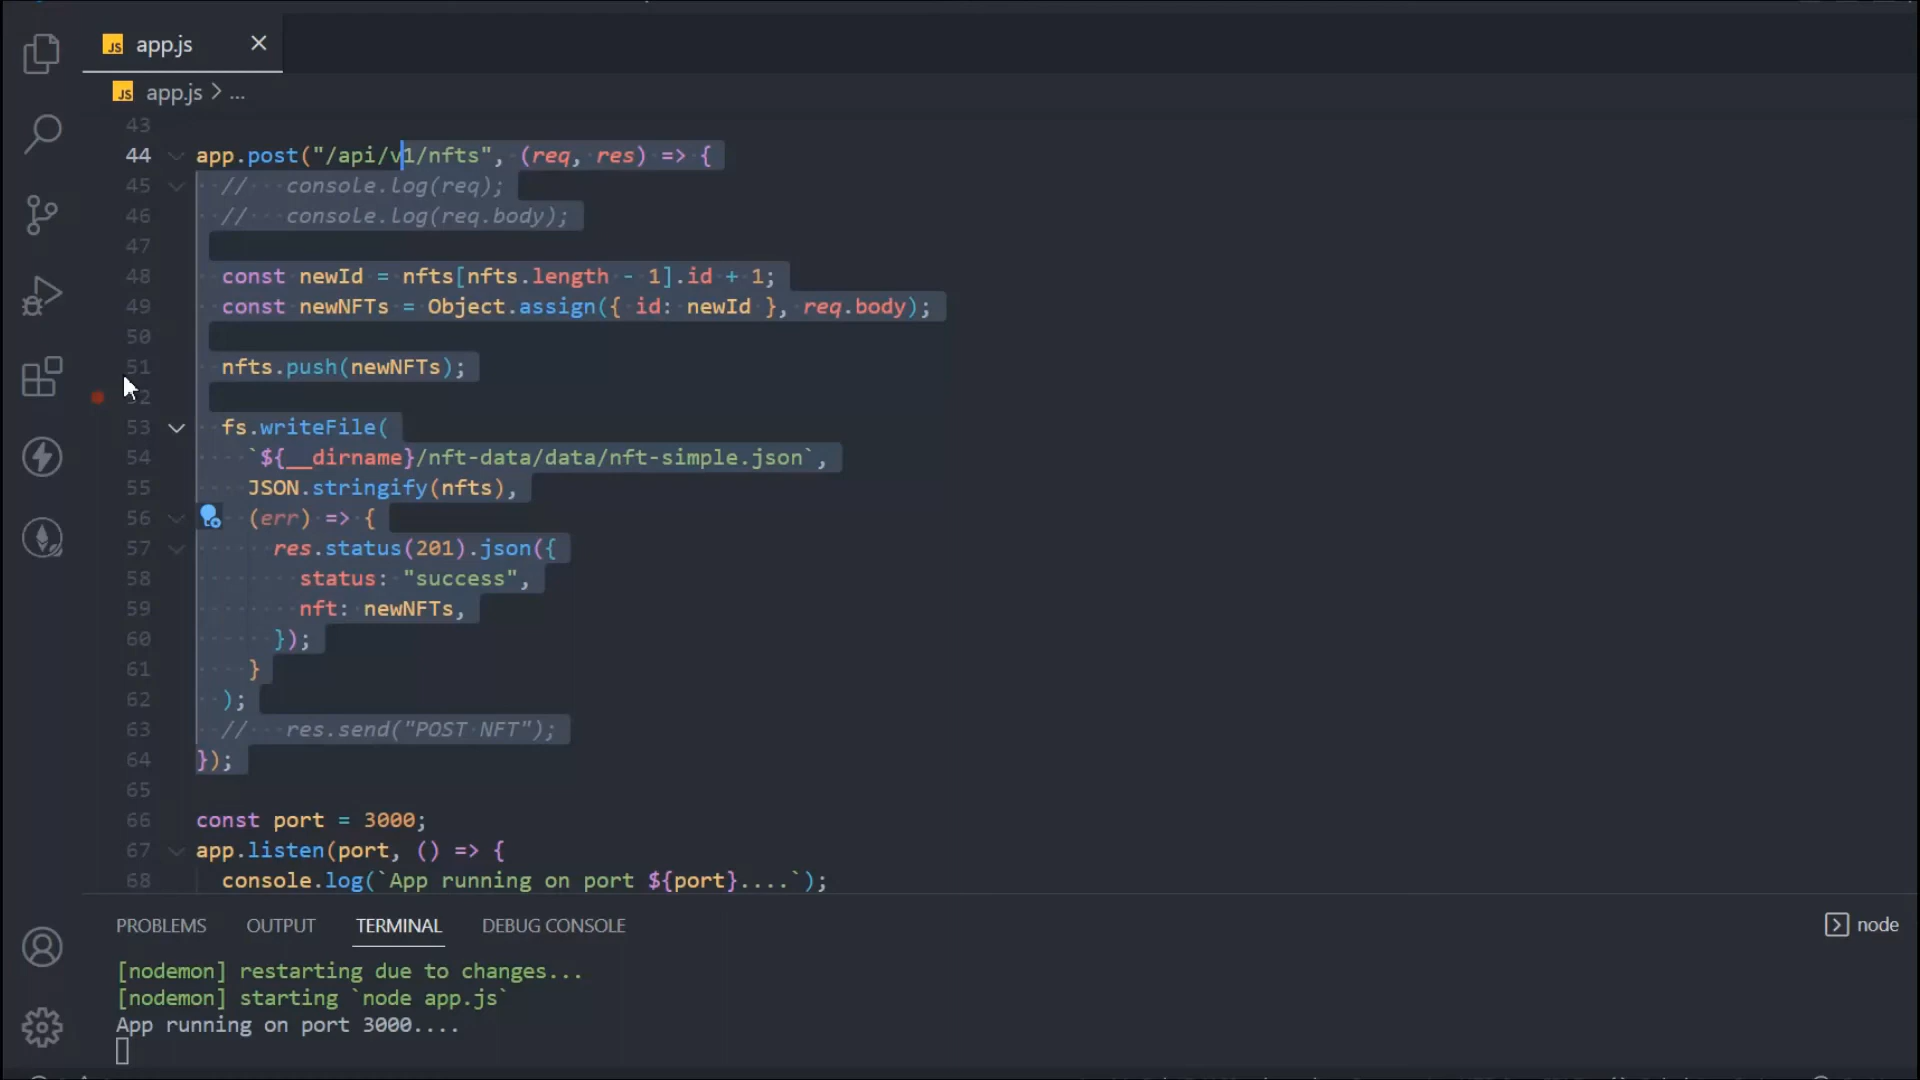 JS app.js
JS app.js > ...
43
44 app.post("/api/v1/nfts", (req, res) => {
45 // console.log(req);
46 // console.log(req.body);
47
48 const newId = nfts[nfts.length - 1].id + 1;
49 const newNFTs = Object.assign({ id: newId }, req.body);
50
51 nfts.push(newNFTs);
52
53 fs.writeFile(
54 `${__dirname}/nft-data/data/nft-simple.json`,
55 JSON.stringify(nfts),
56 (err) => {
57 res.status(201).json({
58 status: "success",
59 nft: newNFTs,
60 });
61 }
62 );
63 // res.send("POST NFT");
64 });
65
66 const port = 3000;
67 app.listen(port, () => {
68 console.log(`App running on port ${port}....`);
PROBLEMS OUTPUT TERMINAL DEBUG CONSOLE node
[nodemon] restarting due to changes...
[nodemon] starting `node app.js`
App running on port 3000....